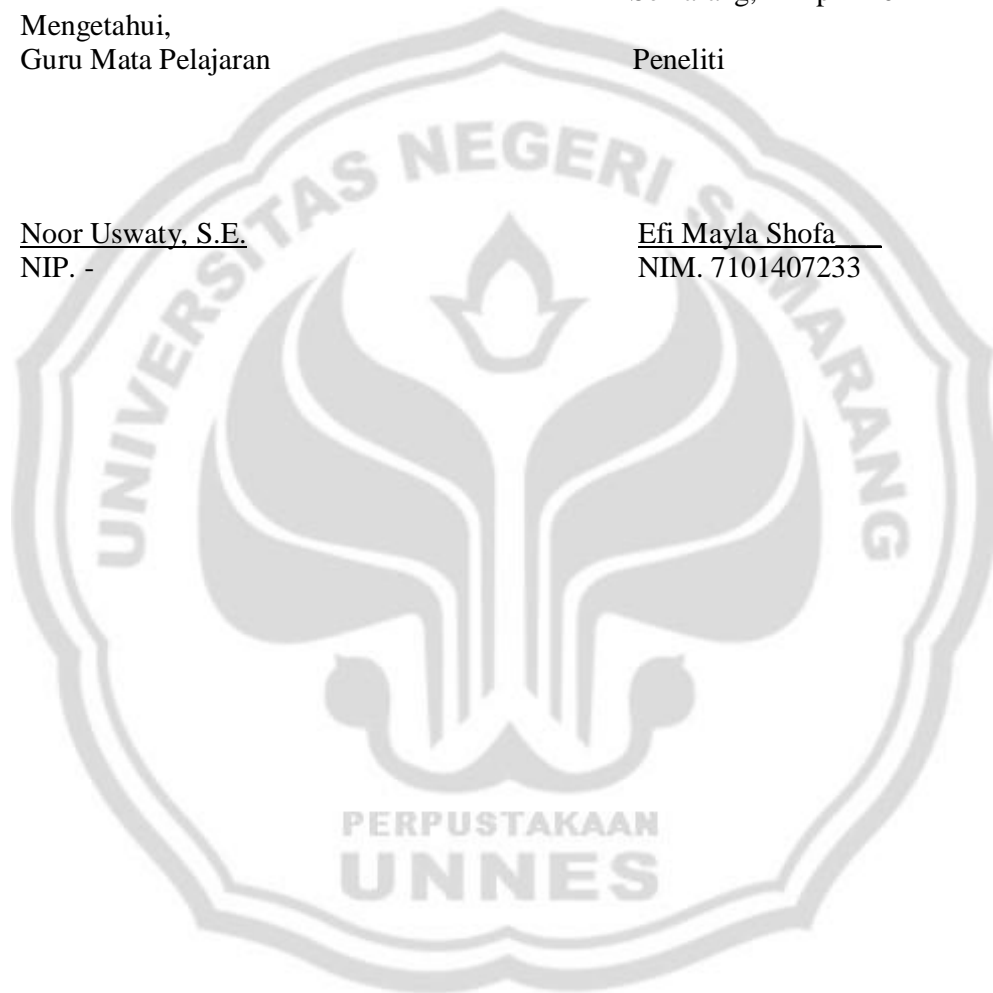 Mengetahui,
Guru Mata Pelajaran
Peneliti
Noor Uswaty, S.E.
Efi Mayla Shofa
NIP. -
NIM. 7101407233
UNIVERSITAS NEGERI SEMARANG
PERPUSTAKAAN
UNNES